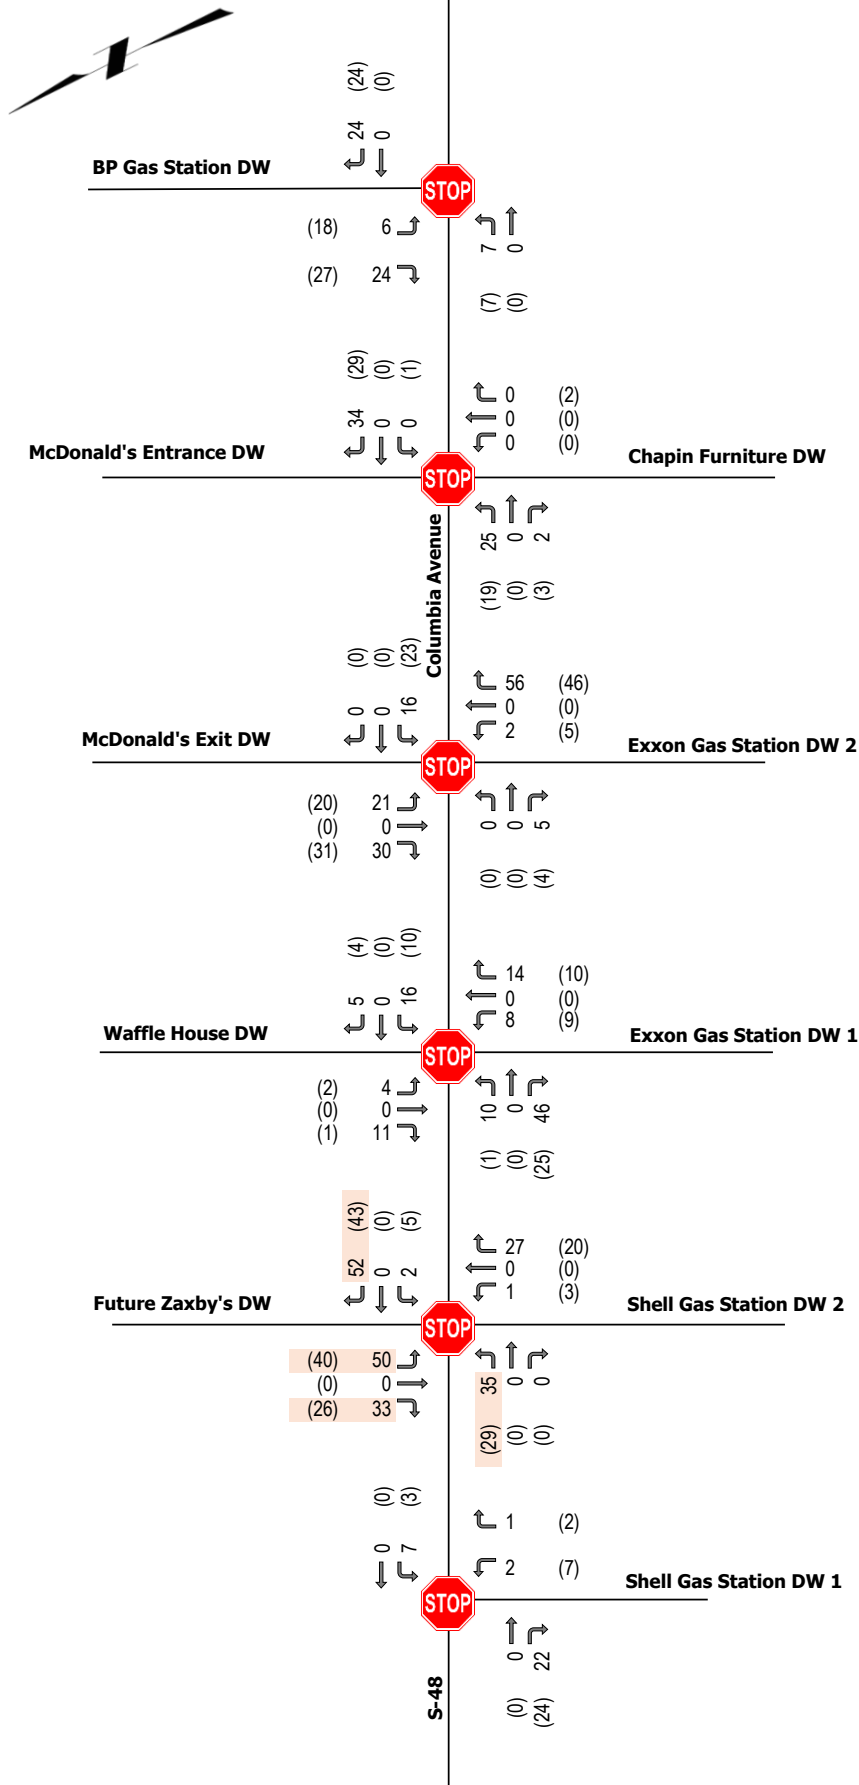 (24) (0)
24 0
BP Gas Station DW
STOP
(18) 6
7 0
(27) 24
(7) (0)
(29) (0) (1)
0 (2)
34 0 0
0 (0)
0 (0)
McDonald's Entrance DW
STOP
Chapin Furniture DW
25 0 2
(19) (0) (3)
Columbia Avenue
(0) (0) (23)
56 (46)
0 0 16
0 (0)
2 (5)
McDonald's Exit DW
STOP
Exxon Gas Station DW 2
(20) 21
(0) 0
0 0 5
(31) 30
(0) (0) (4)
(4) (0) (10)
14 (10)
5 0 16
0 (0)
8 (9)
Waffle House DW
STOP
Exxon Gas Station DW 1
(2) 4
(0) 0
10 0 46
(1) 11
(1) (0) (25)
(43) (0) (5)
27 (20)
52 0 2
0 (0)
1 (3)
Future Zaxby's DW
STOP
Shell Gas Station DW 2
(40) 50
(0) 0
35 0 0
(26) 33
(29) (0) (0)
(0) (3)
1 (2)
0 7
2 (7)
Shell Gas Station DW 1
STOP
0 22
S-48
(0) (24)